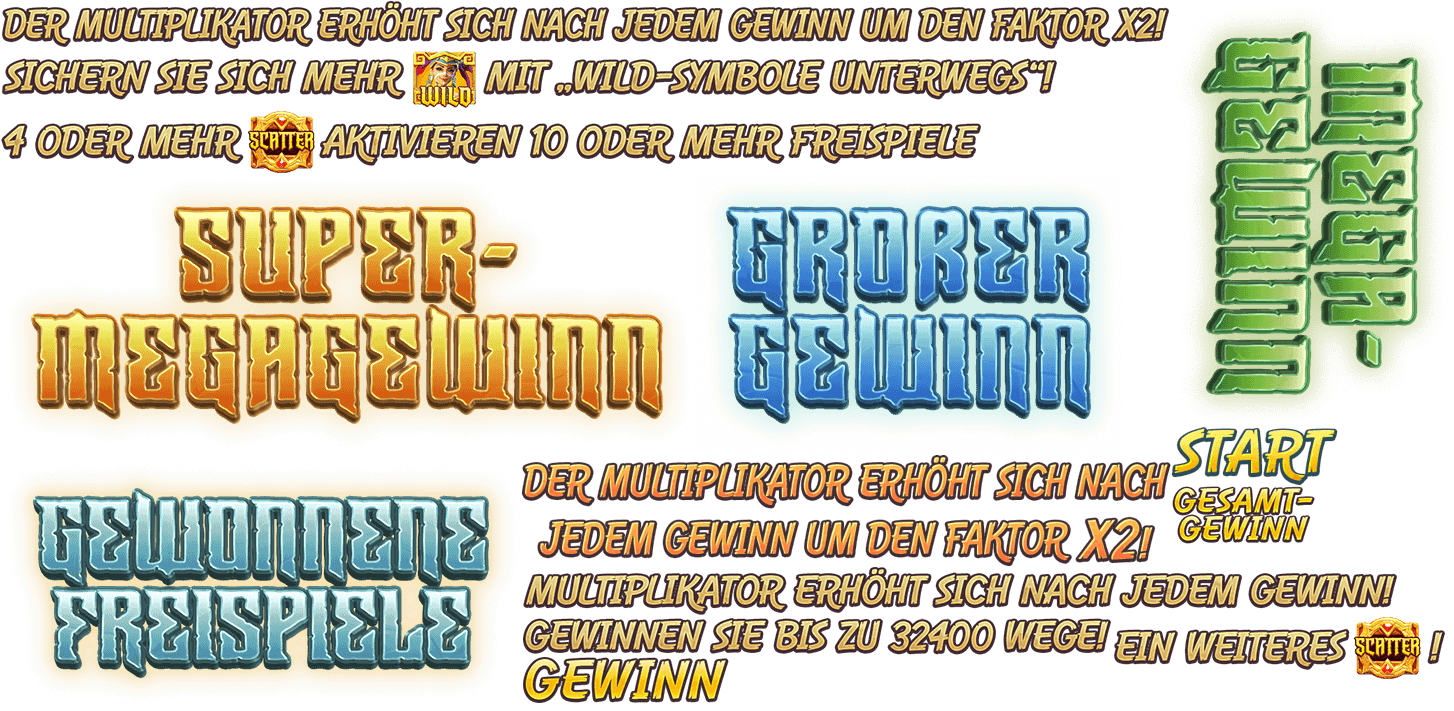 DER MULTIPLIKATOR ERHÖHT SICH NACH JEDEM GEWINN UM DEN FAKTOR X2!
SICHERN SIE SICH MEHR WILD MIT „WILD-SYMBOLE UNTERWEGS“!
4 ODER MEHR SCATTER AKTIVIEREN 10 ODER MEHR FREISPIELE
SUPER-
MEGAGEWINN
GROßER
GEWINN
MEGA-
GEWINN
GEWONNENE
FREISPIELE
DER MULTIPLIKATOR ERHÖHT SICH NACH
JEDEM GEWINN UM DEN FAKTOR X2!
START
GESAMT-
GEWINN
MULTIPLIKATOR ERHÖHT SICH NACH JEDEM GEWINN!
GEWINNEN SIE BIS ZU 32400 WEGE!
EIN WEITERES SCATTER !
GEWINN